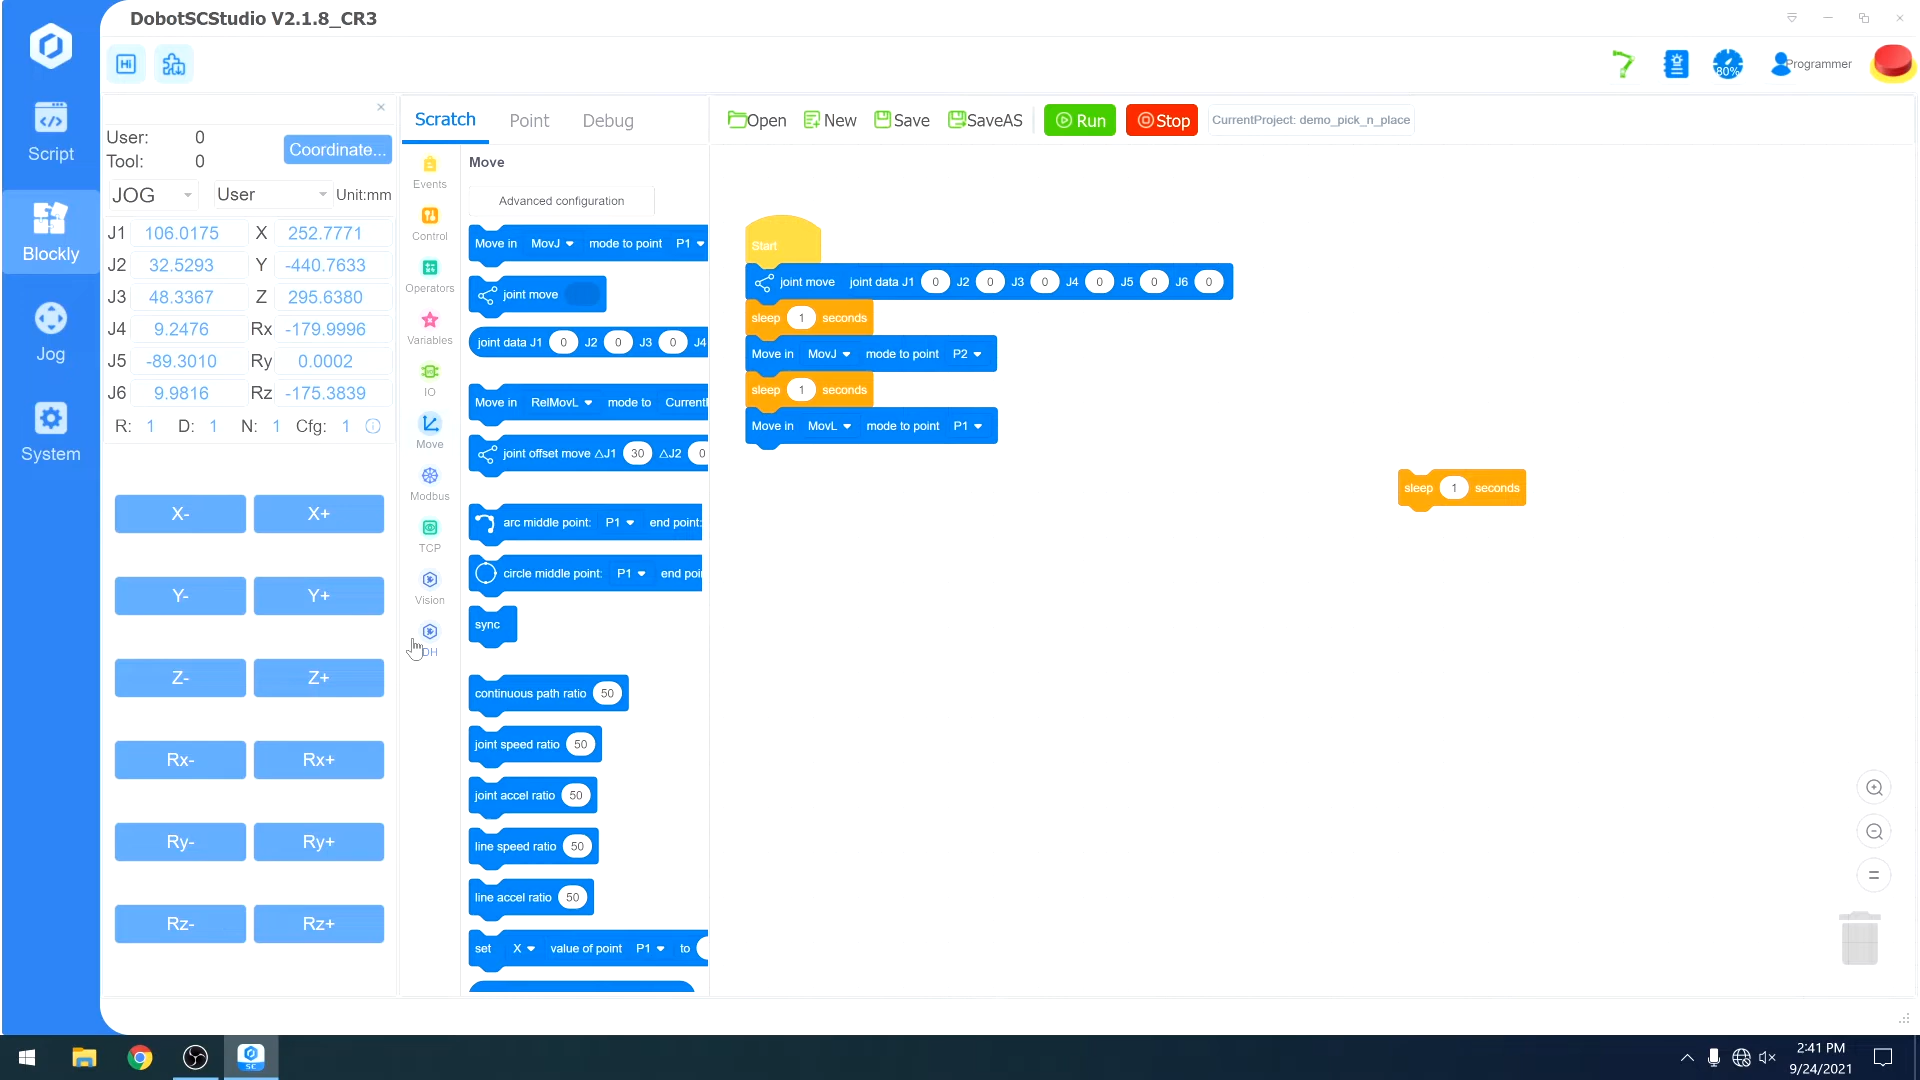 DobotSCStudio V2.1.8_CR3
Hi
80%
Programmer
Script
Blockly
Jog
System
User: 0
Tool: 0
Coordinate...
JOG User Unit:mm
J1 106.0175 X 252.7771
J2 32.5293 Y -440.7633
J3 48.3367 Z 295.6380
J4 9.2476 Rx -179.9996
J5 -89.3010 Ry 0.0002
J6 9.9816 Rz -175.3839
R: 1 D: 1 N: 1 Cfg: 1
X- X+
Y- Y+
Z- Z+
Rx- Rx+
Ry- Ry+
Rz- Rz+
Scratch Point Debug
Open New Save SaveAS Run Stop CurrentProject: demo_pick_n_place
Events
Control
Operators
Variables
IO
Move
Modbus
TCP
Vision
DH
Move
Advanced configuration
Move in MovJ mode to point P1
joint move
joint data J1 0 J2 0 J3 0 J4
Move in RelMovL mode to Current
joint offset move △J1 30 △J2 0
arc middle point: P1 end point:
circle middle point: P1 end poi
sync
continuous path ratio 50
joint speed ratio 50
joint accel ratio 50
line speed ratio 50
line accel ratio 50
set X value of point P1 to
Start
joint move joint data J1 0 J2 0 J3 0 J4 0 J5 0 J6 0
sleep 1 seconds
Move in MovJ mode to point P2
sleep 1 seconds
Move in MovL mode to point P1
sleep 1 seconds
SC
2:41 PM
9/24/2021